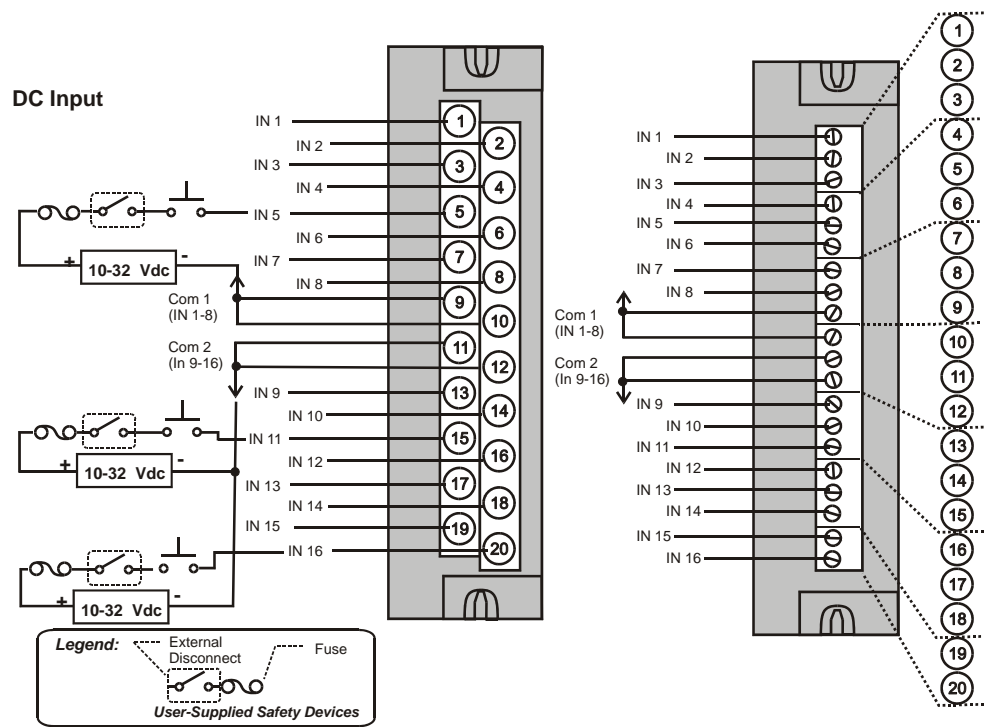 DC Input
IN 1
IN 2
IN 3
IN 4
IN 5
IN 6
IN 7
IN 8
Com 1
(IN 1-8)
Com 2
(In 9-16)
IN 9
IN 10
IN 11
IN 12
IN 13
IN 14
IN 15
IN 16
+ 10-32 Vdc -
+ 10-32 Vdc -
+ 10-32 Vdc -
1
2
3
4
5
6
7
8
9
10
11
12
13
14
15
16
17
18
19
20
Legend:
External
Disconnect
Fuse
User-Supplied Safety Devices
IN 1
IN 2
IN 3
IN 4
IN 5
IN 6
IN 7
IN 8
Com 1
(IN 1-8)
Com 2
(In 9-16)
IN 9
IN 10
IN 11
IN 12
IN 13
IN 14
IN 15
IN 16
1
2
3
4
5
6
7
8
9
10
11
12
13
14
15
16
17
18
19
20